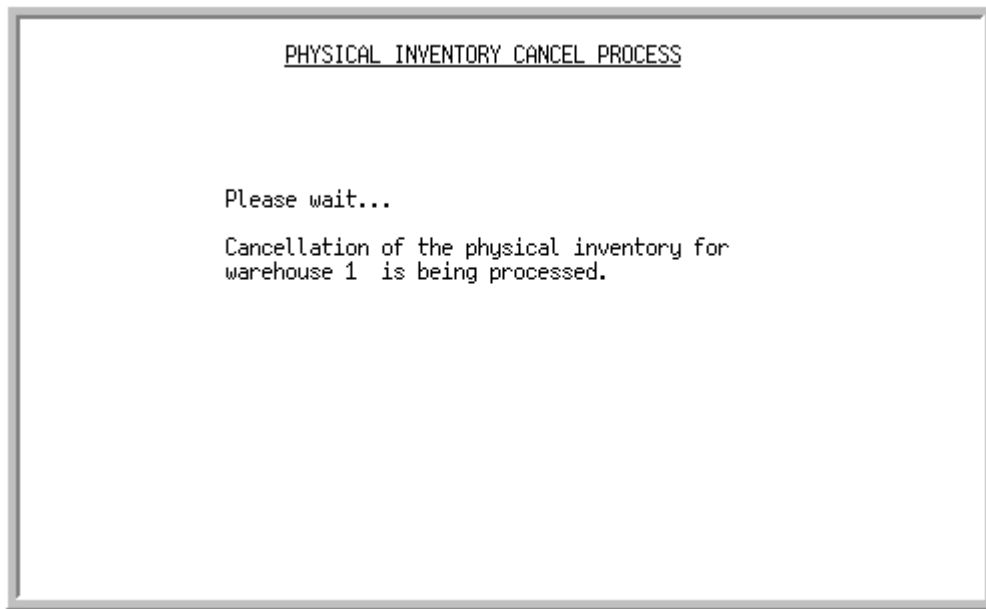 PHYSICAL INVENTORY CANCEL PROCESS
Please wait...
Cancellation of the physical inventory for
warehouse 1  is being processed.